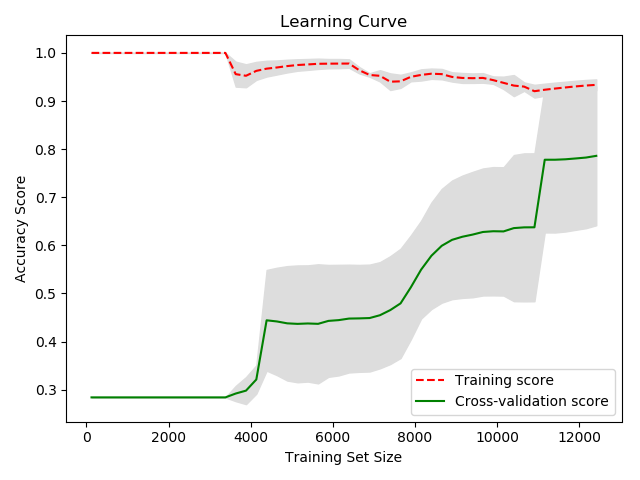 Learning Curve
1.0
0.9
0.8
0.7
0.6
0.5
0.4
0.3
Accuracy Score
0 2000 4000 6000 8000 10000 12000
Training Set Size
Training score
Cross-validation score